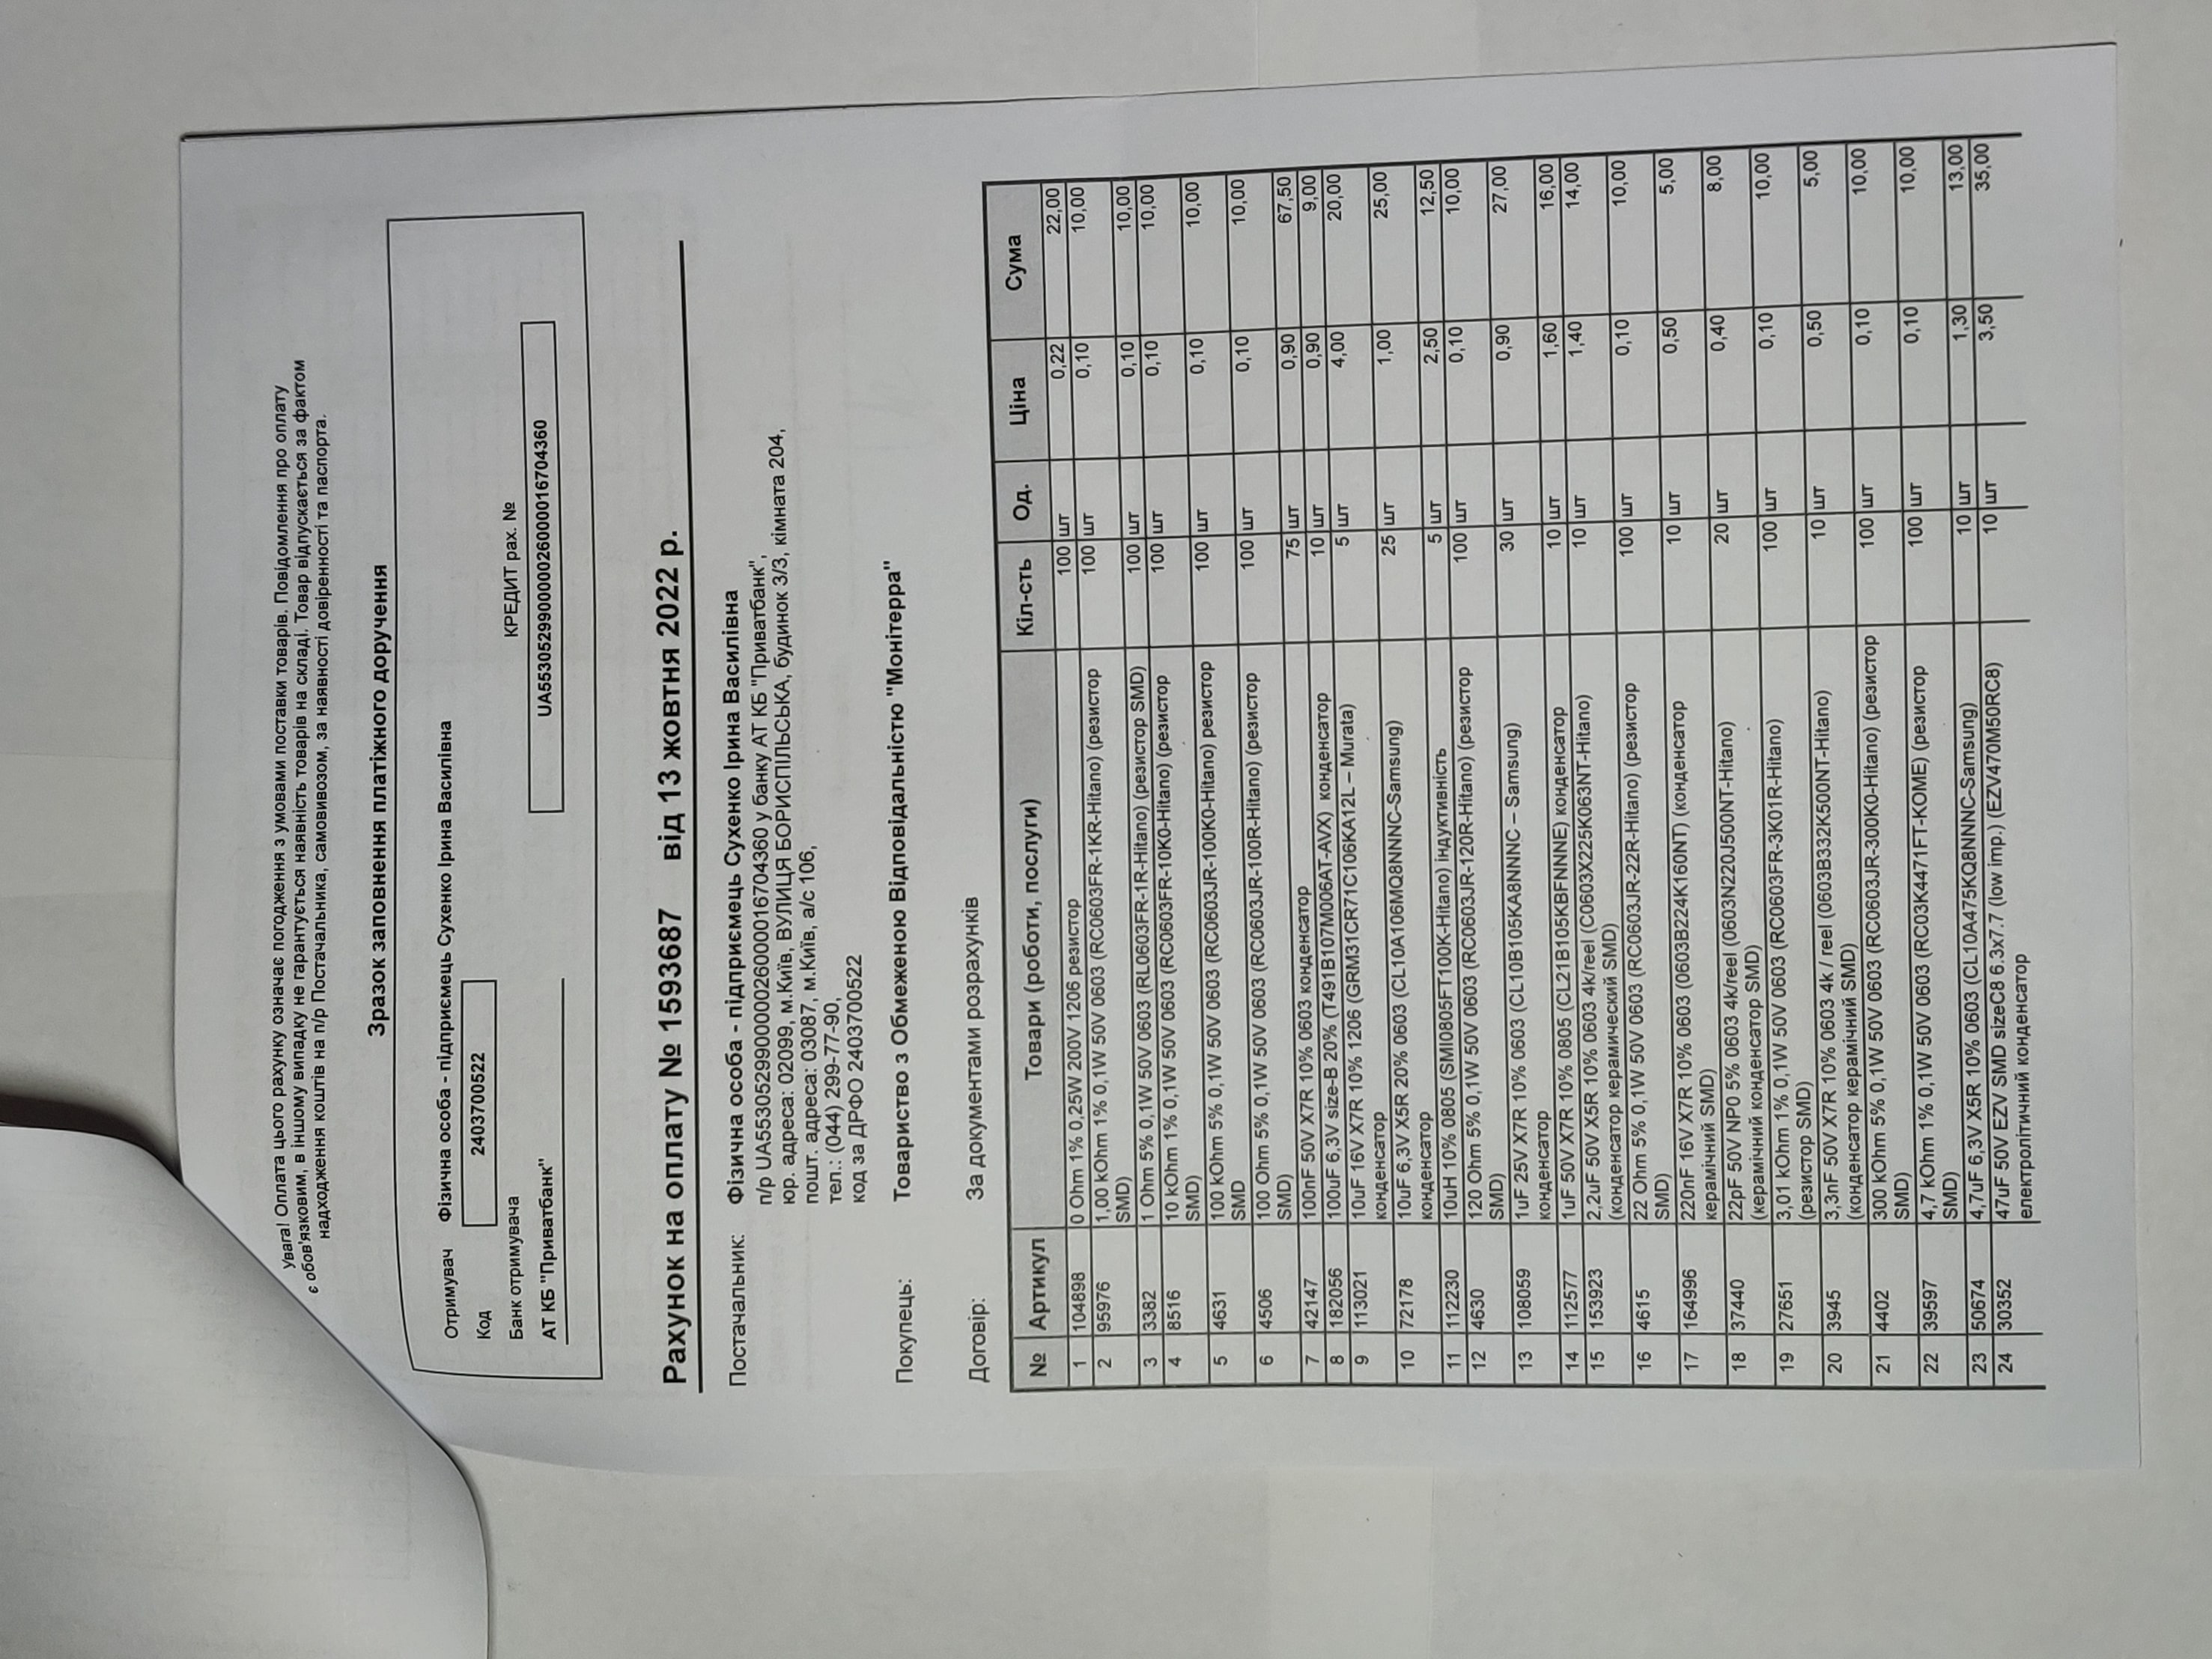 Увага! Оплата цього рахунку означає погодження з умовами поставки товарів. Повідомлення про оплату
є обов'язковим, в іншому випадку не гарантується наявність товарів на складі. Товар відпускається за фактом
надходження коштів на п/р Постачальника, самовивозом, за наявності довіреності та паспорта.
Зразок заповнення платіжного доручення
Отримувач Фізична особа - підприємець Сухенко Ірина Василівна
Код 2403700522
Банк отримувача КРЕДИТ рах. №
АТ КБ "Приватбанк" UA553052990000026000016704360
Рахунок на оплату № 1593687 від 13 жовтня 2022 р.
Постачальник: Фізична особа - підприємець Сухенко Ірина Василівна
п/р UA553052990000026000016704360 у банку АТ КБ "Приватбанк",
юр. адреса: 02099, м.Київ, ВУЛИЦЯ БОРИСПІЛЬСЬКА, будинок 3/3, кімната 204,
пошт. адреса: 03087, м.Київ, а/с 106,
тел.: (044) 299-77-90,
код за ДРФО 2403700522
Покупець: Товариство з Обмеженою Відповідальністю "Монітерра"
Договір: За документами розрахунків
№ Артикул Товари (роботи, послуги) Кіл-сть Од. Ціна Сума
1 104898 0 Ohm 1% 0,25W 200V 1206 резистор 100 шт 0,22 22,00
2 95976 1,00 kOhm 1% 0,1W 50V 0603 (RC0603FR-1KR-Hitano) (резистор 100 шт 0,10 10,00
SMD)
3 3382 1 Ohm 5% 0,1W 50V 0603 (RL0603FR-1R-Hitano) (резистор SMD) 100 шт 0,10 10,00
4 8516 10 kOhm 1% 0,1W 50V 0603 (RC0603FR-10K0-Hitano) (резистор 100 шт 0,10 10,00
SMD)
5 4631 100 kOhm 5% 0,1W 50V 0603 (RC0603JR-100K0-Hitano) резистор 100 шт 0,10 10,00
SMD
6 4506 100 Ohm 5% 0,1W 50V 0603 (RC0603JR-100R-Hitano) (резистор 100 шт 0,10 10,00
SMD)
7 42147 100nF 50V X7R 10% 0603 конденсатор 75 шт 0,90 67,50
8 182056 100uF 6,3V size-B 20% (T491B107M006AT-AVX) конденсатор 10 шт 0,90 9,00
9 113021 10uF 16V X7R 10% 1206 (GRM31CR71C106KA12L – Murata) 5 шт 4,00 20,00
конденсатор
10 72178 10uF 6,3V X5R 20% 0603 (CL10A106MQ8NNNC-Samsung) 25 шт 1,00 25,00
конденсатор
11 112230 10uH 10% 0805 (SMI0805FT100K-Hitano) індуктивність 5 шт 2,50 12,50
12 4630 120 Ohm 5% 0,1W 50V 0603 (RC0603JR-120R-Hitano) (резистор 100 шт 0,10 10,00
SMD)
13 108059 1uF 25V X7R 10% 0603 (CL10B105KA8NNNC – Samsung) 30 шт 0,90 27,00
конденсатор
14 112577 1uF 50V X7R 10% 0805 (CL21B105KBFNNNE) конденсатор 10 шт 1,60 16,00
15 153923 2,2uF 50V X5R 10% 0603 4k/reel (C0603X225K063NT-Hitano) 10 шт 1,40 14,00
(конденсатор керамический SMD)
16 4615 22 Ohm 5% 0,1W 50V 0603 (RC0603JR-22R-Hitano) (резистор 100 шт 0,10 10,00
SMD)
17 164996 220nF 16V X7R 10% 0603 (0603B224K160NT) (конденсатор 10 шт 0,50 5,00
керамічний SMD)
18 37440 22pF 50V NP0 5% 0603 4k/reel (0603N220J500NT-Hitano) 20 шт 0,40 8,00
(керамічний конденсатор SMD)
19 27651 3,01 kOhm 1% 0,1W 50V 0603 (RC0603FR-3K01R-Hitano) 100 шт 0,10 10,00
(резистор SMD)
20 3945 3,3nF 50V X7R 10% 0603 4k / reel (0603B332K500NT-Hitano) 10 шт 0,50 5,00
(конденсатор керамічний SMD)
21 4402 300 kOhm 5% 0,1W 50V 0603 (RC0603JR-300K0-Hitano) (резистор 100 шт 0,10 10,00
SMD)
22 39597 4,7 kOhm 1% 0,1W 50V 0603 (RC03K4471FT-KOME) (резистор 100 шт 0,10 10,00
SMD)
23 50674 4,7uF 6,3V X5R 10% 0603 (CL10A475KQ8NNNC-Samsung) 10 шт 1,30 13,00
24 30352 47uF 50V EZV SMD sizeC8 6.3x7.7 (low imp.) (EZV470M50RC8) 10 шт 3,50 35,00
електролітичний конденсатор